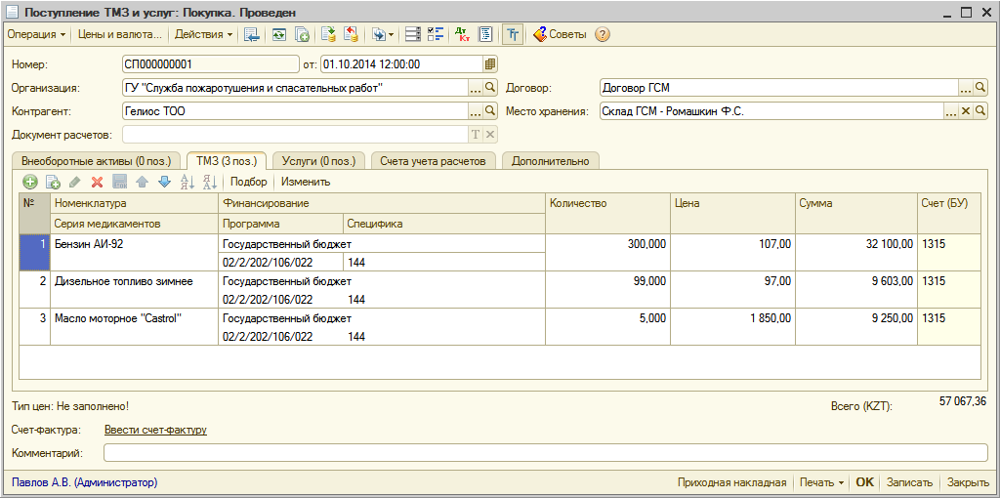 Поступление ТМЗ и услуг: Покупка. Проведен
Операция Цены и валюта... Действия Дт Кт Тт Советы
Номер: СП000000001 от: 01.10.2014 12:00:00
Организация: ГУ "Служба пожаротушения и спасательных работ" ... Договор: Договор ГСМ ...
Контрагент: Гелиос ТОО ... Место хранения: Склад ГСМ - Ромашкин Ф.С. ...
Документ расчетов: T
Внеоборотные активы (0 поз.) ТМЗ (3 поз.) Услуги (0 поз.) Счета учета расчетов Дополнительно
Подбор Изменить
№ Номенклатура Финансирование Количество Цена Сумма Счет (БУ)
Серия медикаментов Программа Специфика
1 Бензин АИ-92 Государственный бюджет 300,000 107,00 32 100,00 1315
02/2/202/106/022 144
2 Дизельное топливо зимнее Государственный бюджет 99,000 97,00 9 603,00 1315
02/2/202/106/022 144
3 Масло моторное "Castrol" Государственный бюджет 5,000 1 850,00 9 250,00 1315
02/2/202/106/022 144
Тип цен: Не заполнено! Всего (KZT): 57 067,36
Счет-фактура: Ввести счет-фактуру
Комментарий:
Павлов А.В. (Администратор) Приходная накладная Печать OK Записать Закрыть